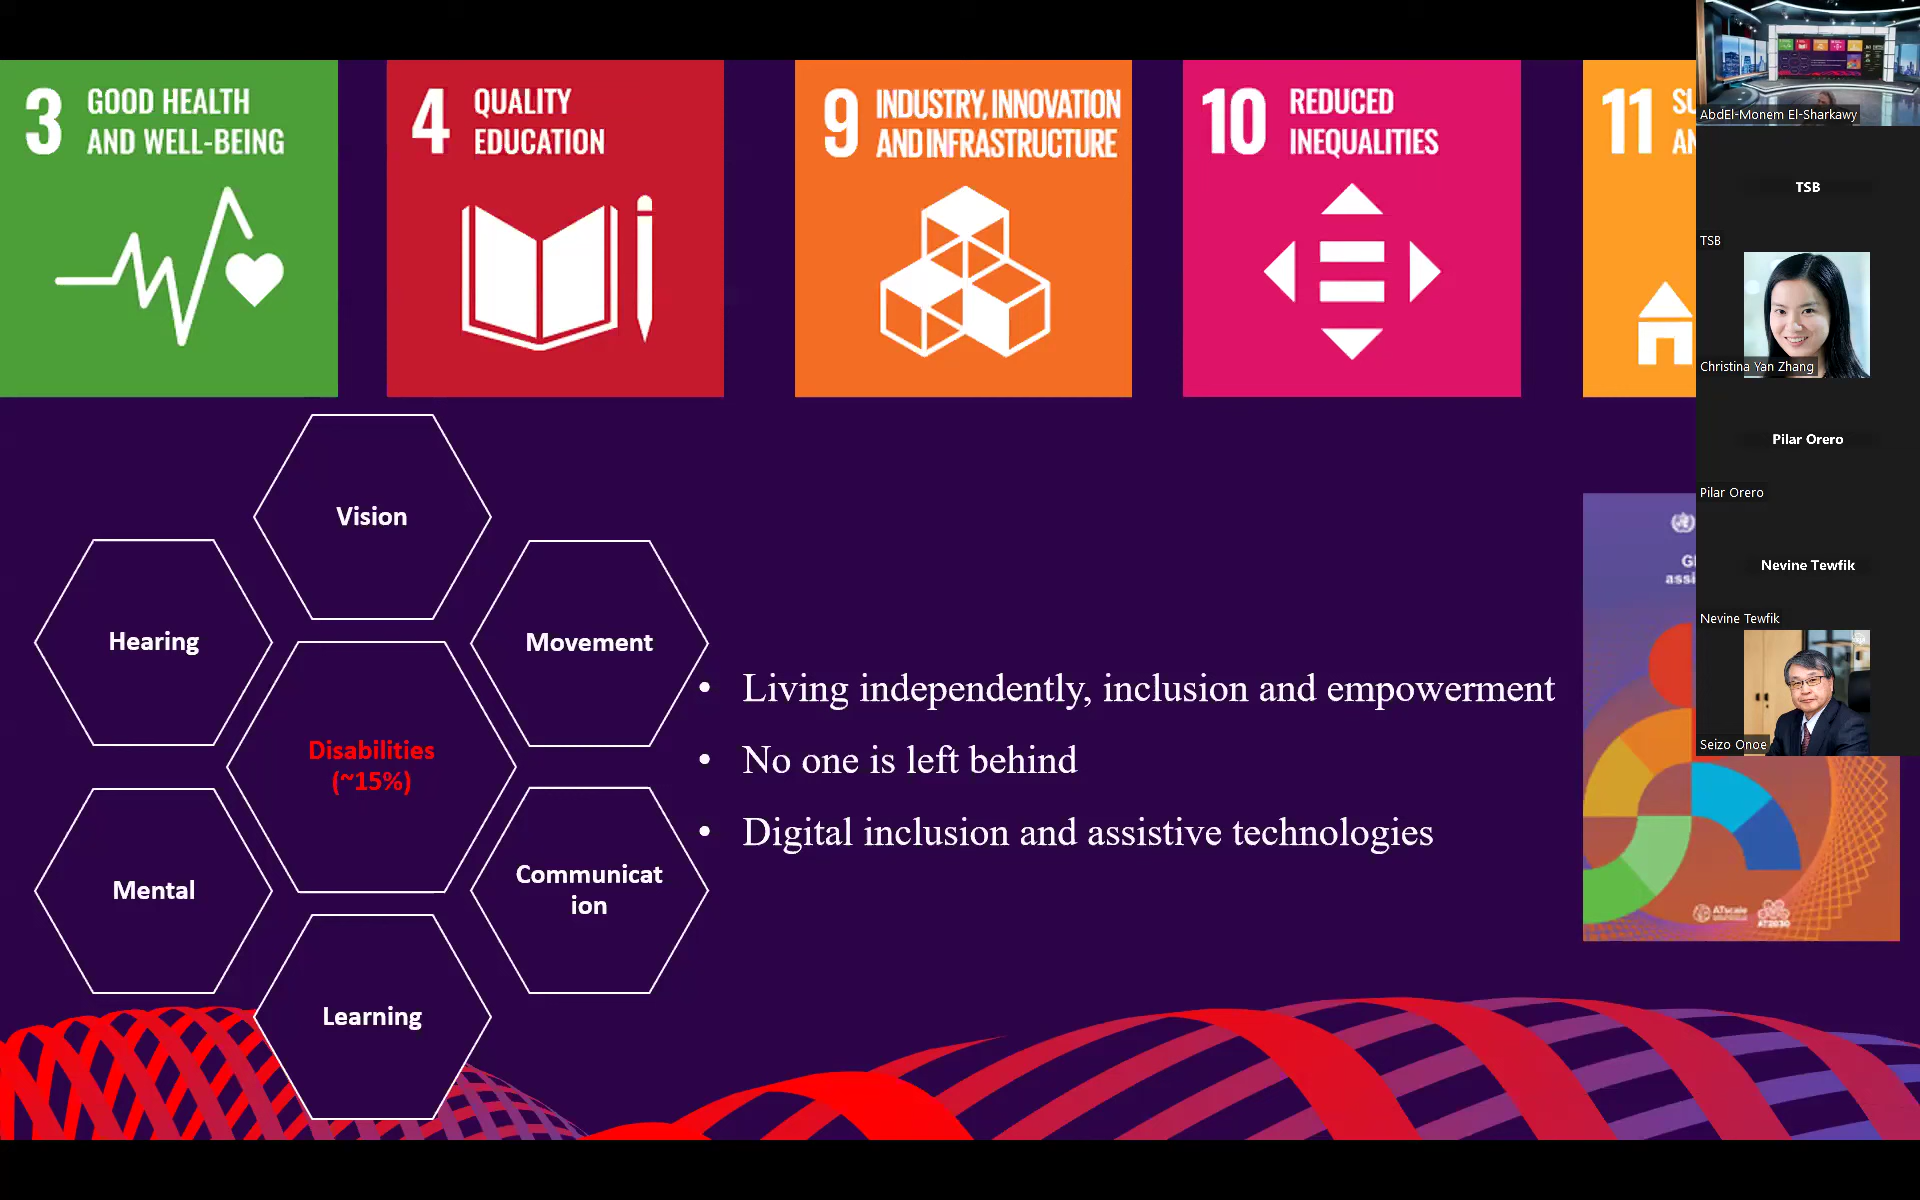 3 GOOD HEALTH
AND WELL-BEING
4 QUALITY
EDUCATION
9 INDUSTRY, INNOVATION
AND INFRASTRUCTURE
10 REDUCED
INEQUALITIES
11
Vision
Hearing
Movement
Disabilities
(~15%)
Mental
Communicat
ion
Learning
• Living independently, inclusion and empowerment
• No one is left behind
• Digital inclusion and assistive technologies
ATscale
AT2030
AbdEl-Monem El-Sharkawy
TSB
TSB
Christina Yan Zhang
Pilar Orero
Pilar Orero
Nevine Tewfik
Nevine Tewfik
Seizo Onoe